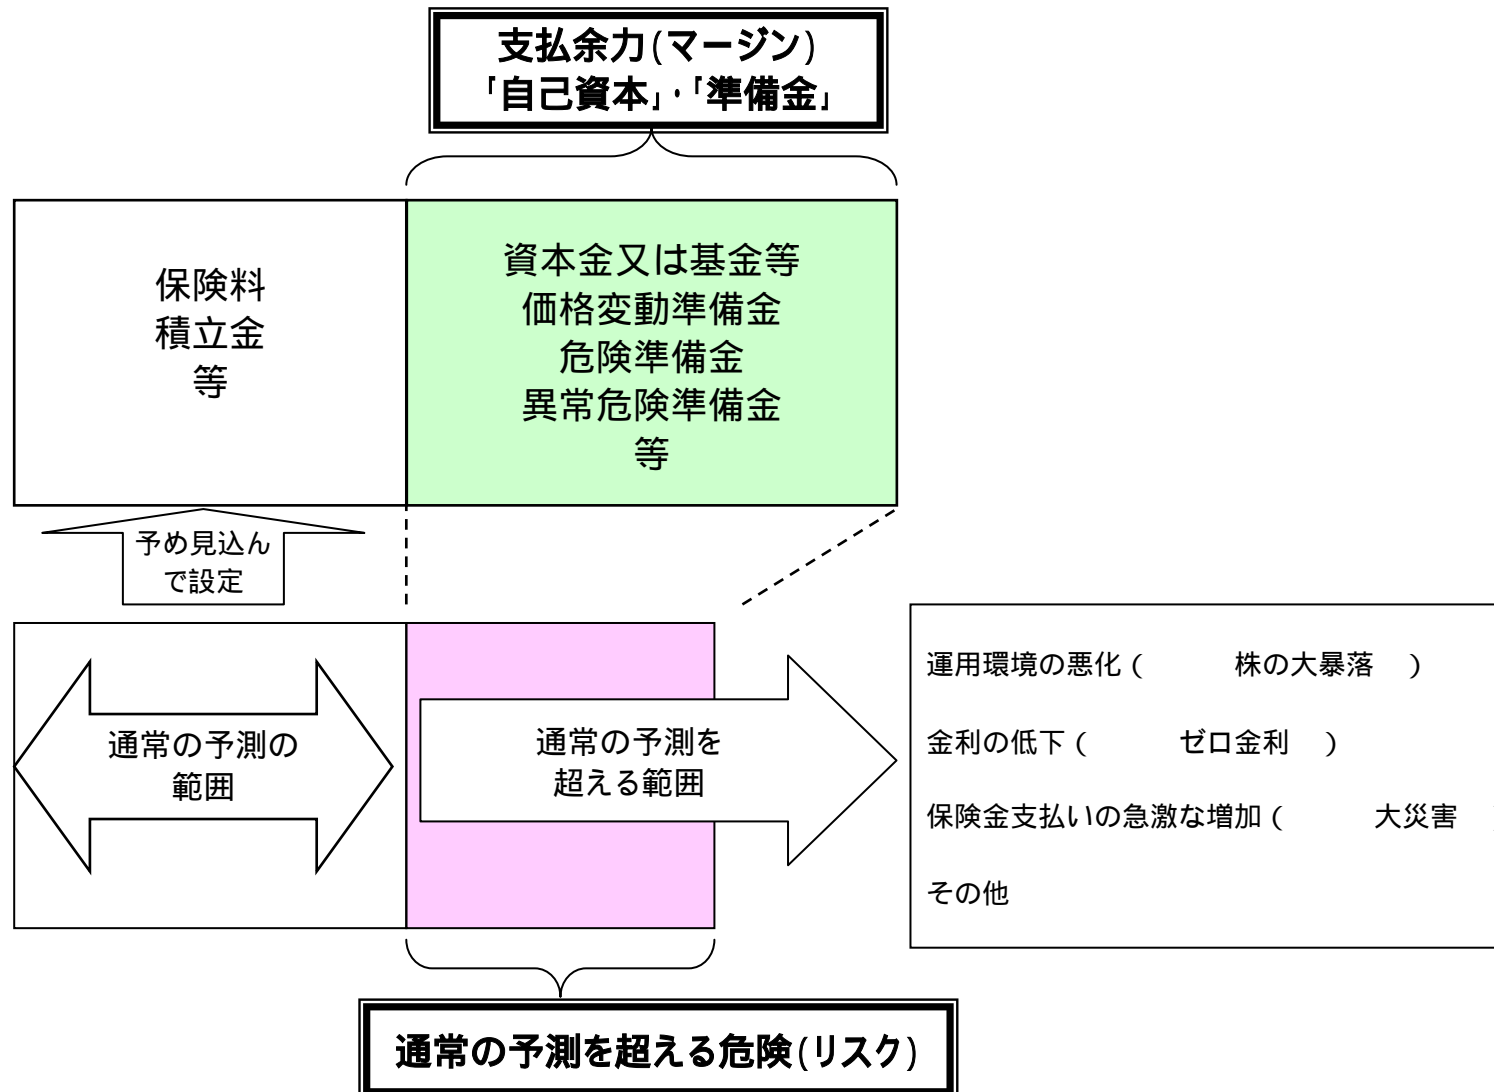 支払余力(マージン)
「自己資本」・「準備金」
保険料
積立金
等
資本金又は基金等
価格変動準備金
危険準備金
異常危険準備金
等
予め見込ん
で設定
通常の予測の
範囲
通常の予測を
超える範囲
運用環境の悪化（　　　株の大暴落　）
金利の低下（　　　ゼロ金利　）
保険金支払いの急激な増加（　　　大災害　）
その他
通常の予測を超える危険(リスク)